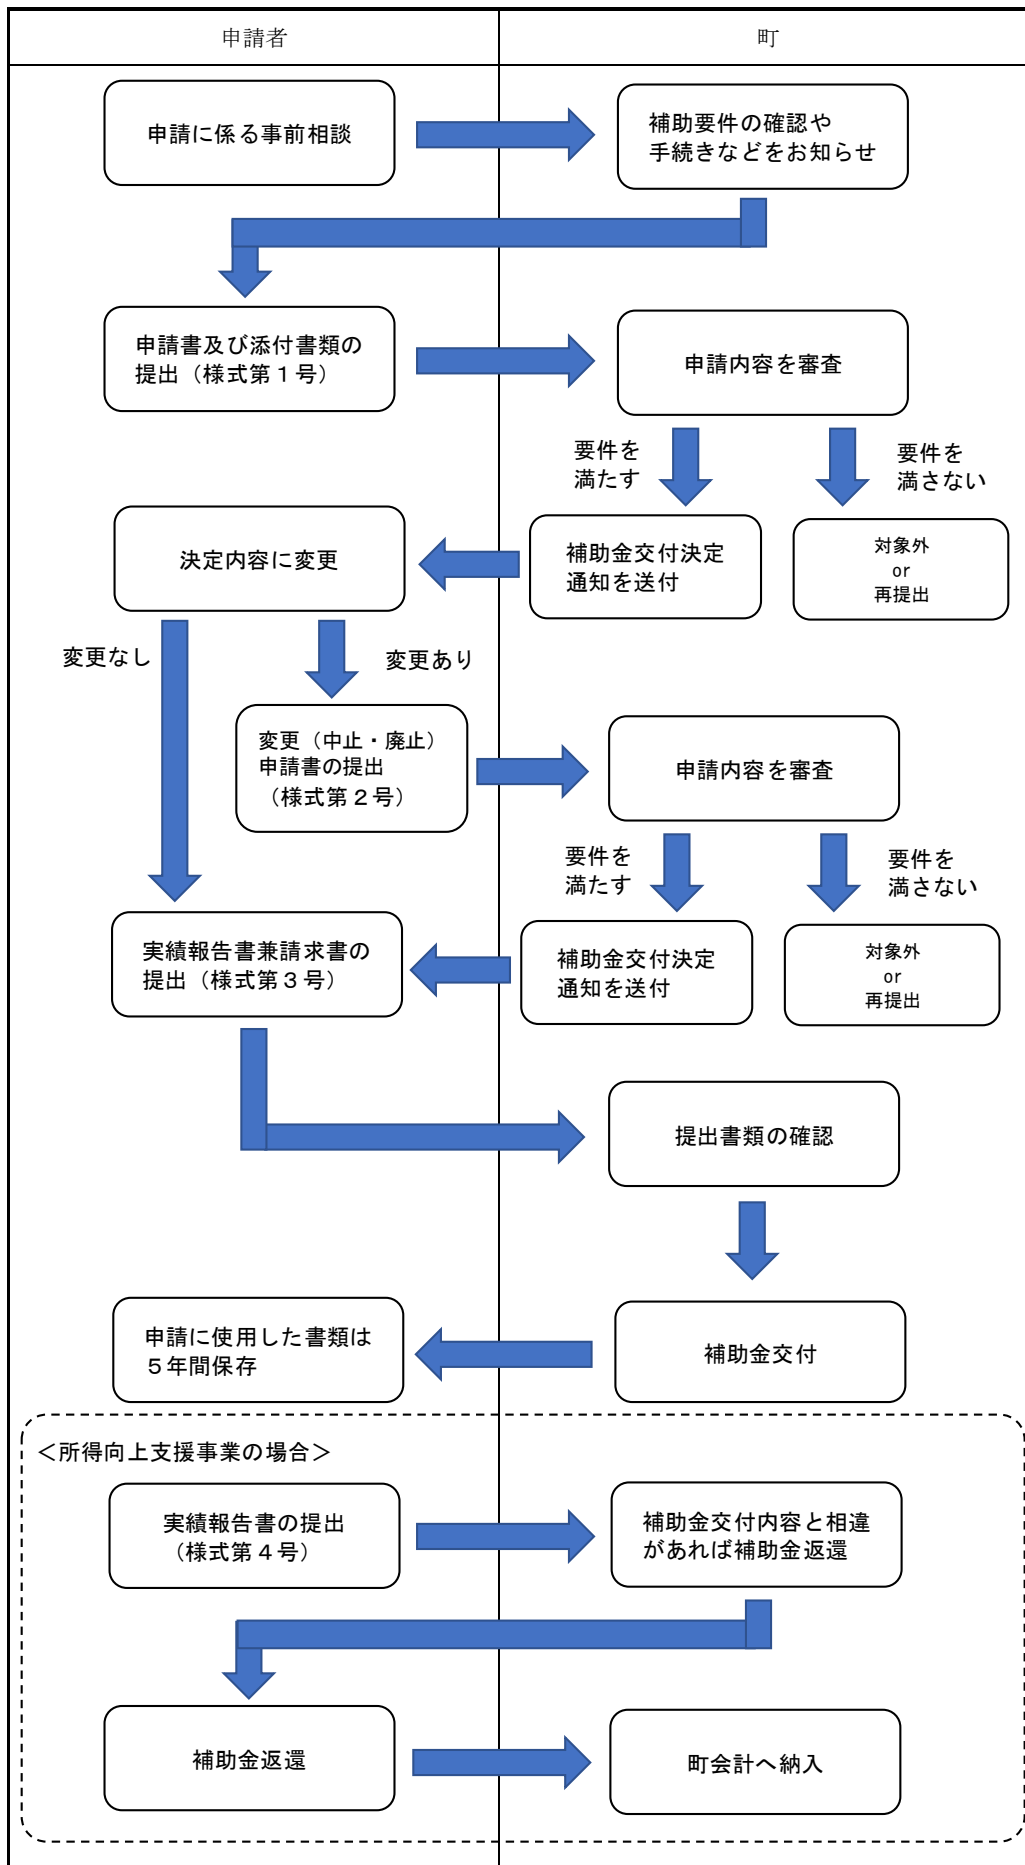 申請者
町
申請に係る事前相談
補助要件の確認や
手続きなどをお知らせ
申請書及び添付書類の
提出（様式第１号）
申請内容を審査
要件を
満たす
要件を
満さない
決定内容に変更
補助金交付決定
通知を送付
対象外
or
再提出
変更なし
変更あり
変更（中止・廃止）
申請書の提出
（様式第２号）
申請内容を審査
要件を
満たす
要件を
満さない
実績報告書兼請求書の
提出（様式第３号）
補助金交付決定
通知を送付
対象外
or
再提出
提出書類の確認
申請に使用した書類は
５年間保存
補助金交付
＜所得向上支援事業の場合＞
実績報告書の提出
（様式第４号）
補助金交付内容と相違
があれば補助金返還
補助金返還
町会計へ納入